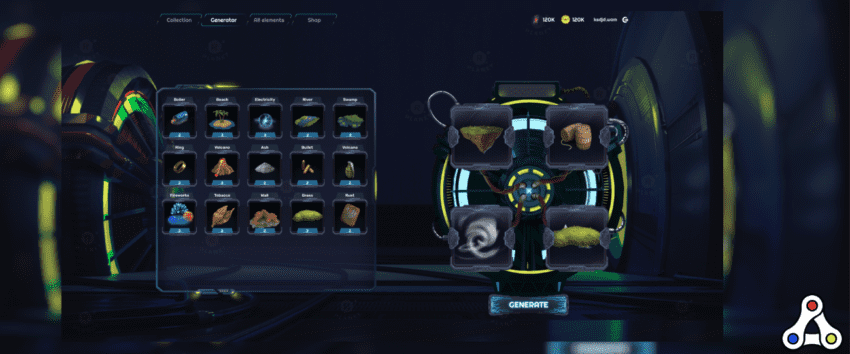 Collection Generator All elements Shop
120K 120K
Boiler Beach Electricity River Swamp
Ring Volcano Ash Bullet Volcano
Fireworks Tobacco Wall Grass Rust
GENERATE